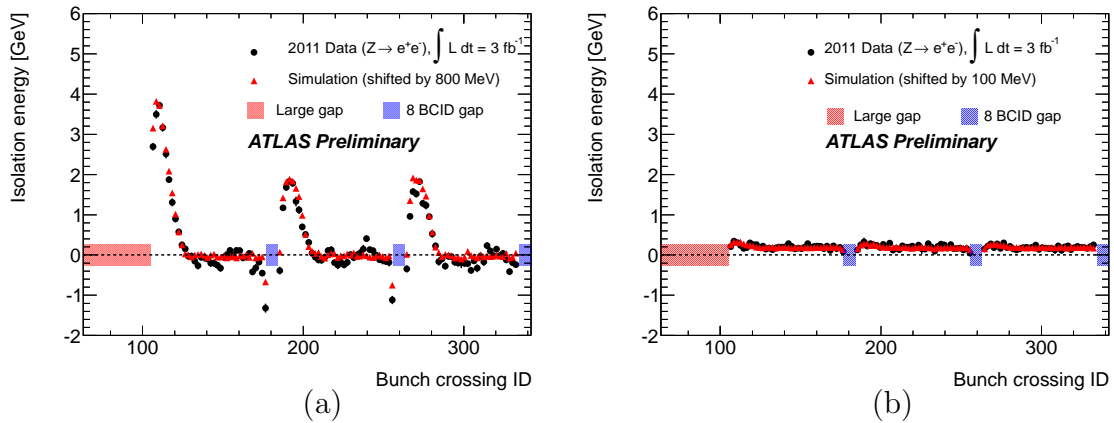 Isolation energy [GeV]
6
5
4
3
2
1
0
-1
-2
2011 Data (Z→ e⁺e⁻), ∫ L dt = 3 fb⁻¹
Simulation (shifted by 800 MeV)
Large gap
8 BCID gap
ATLAS Preliminary
100
200
300
Bunch crossing ID
(a)
Isolation energy [GeV]
6
5
4
3
2
1
0
-1
-2
2011 Data (Z→ e⁺e⁻), ∫ L dt = 3 fb⁻¹
Simulation (shifted by 100 MeV)
Large gap
8 BCID gap
ATLAS Preliminary
100
200
300
Bunch crossing ID
(b)